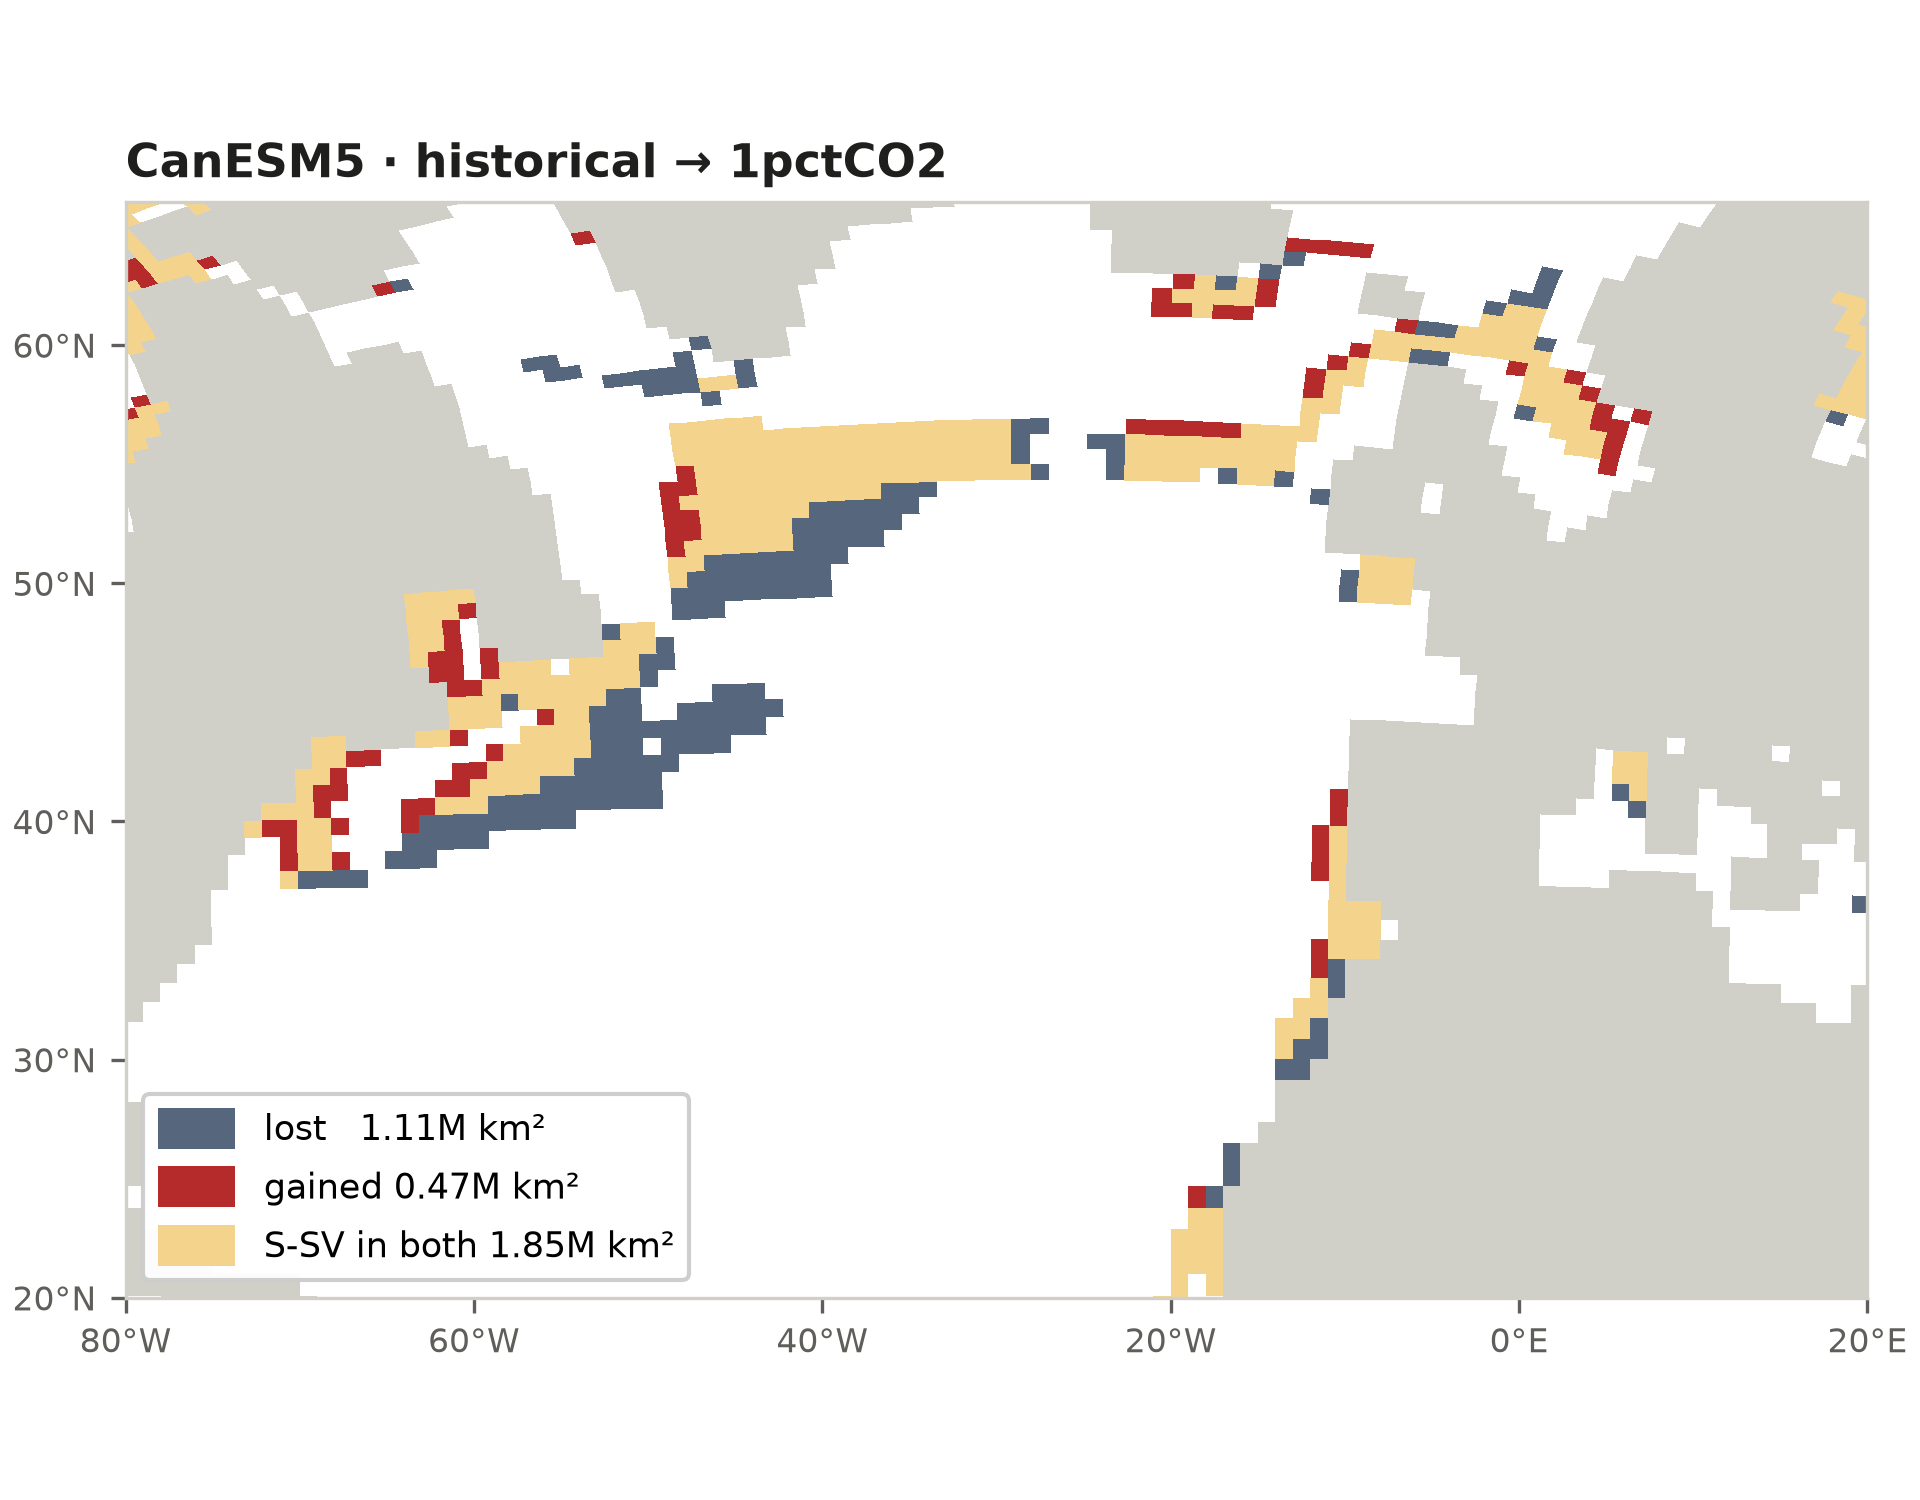 CanESM5 · historical → 1pctCO2
60°N
50°N
40°N
30°N
20°N
lost 1.11M km²
gained 0.47M km²
S-SV in both 1.85M km²
80°W 60°W 40°W 20°W 0°E 20°E